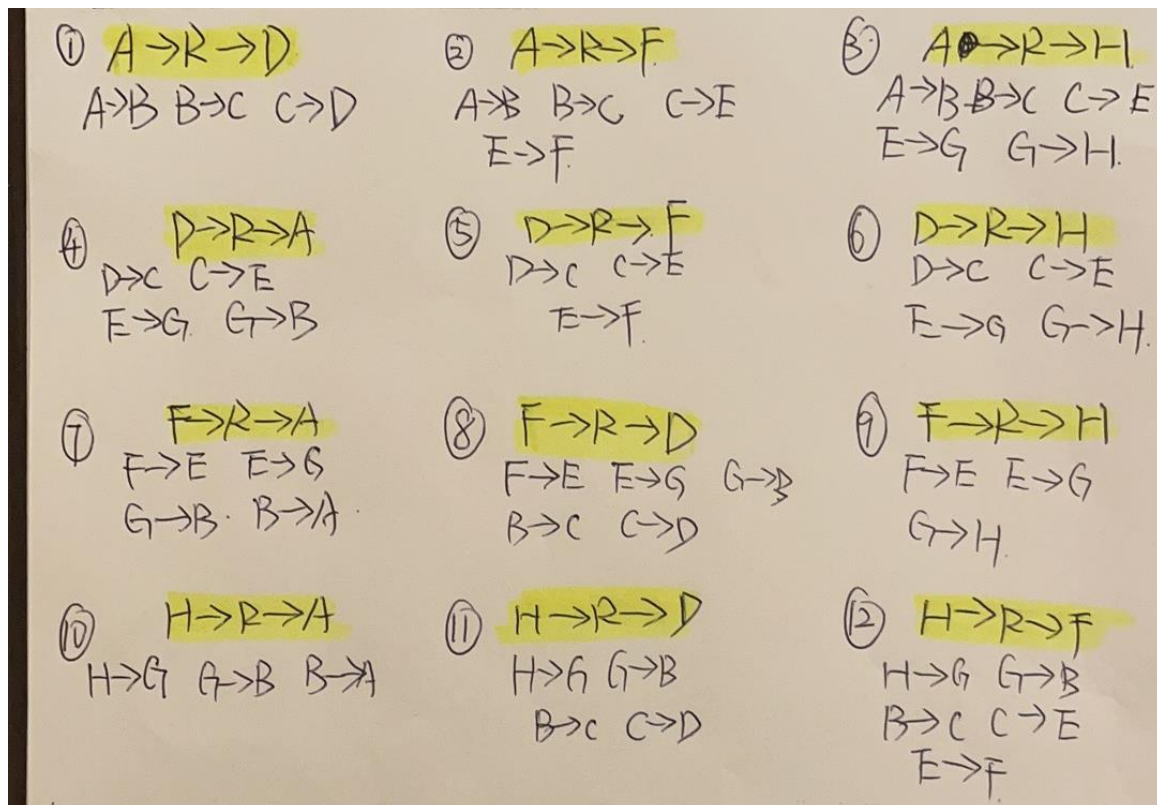 ① A→R→D
A→B B→C C→D
② A→R→F.
A→B B→C C→E
E→F.
③ A→R→H.
A→B B→C C→E
E→G G→H.
④ D→R→A
D→C C→E
E→G G→B
⑤ D→R→F
D→C C→E
E→F.
⑥ D→R→H
D→C C→E
E→G G→H.
⑦ F→R→A
F→E E→G
G→B. B→A.
⑧ F→R→D
F→E E→G G→B
B→C C→D
⑨ F→R→H
F→E E→G
G→H.
⑩ H→R→A
H→G G→B B→A
⑪ H→R→D
H→G G→B
B→C C→D
⑫ H→R→F
H→G G→B
B→C C→E
E→F